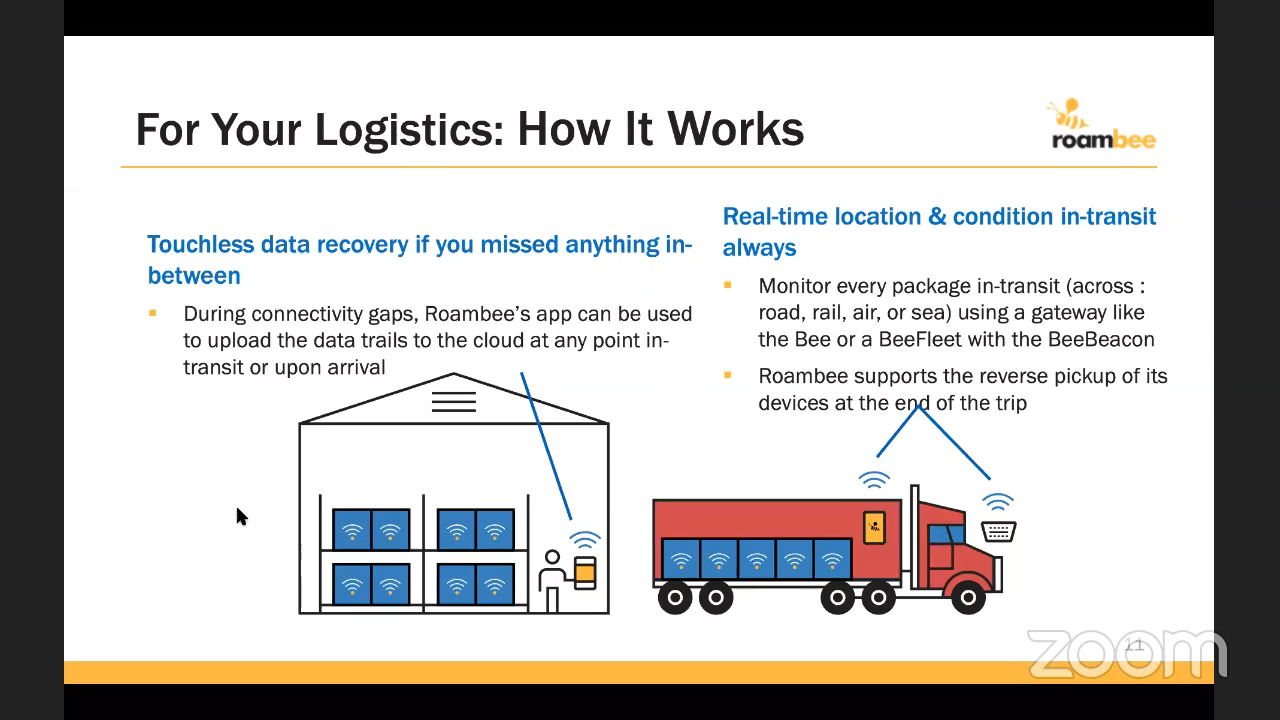 For Your Logistics: How It Works
roambee
Touchless data recovery if you missed anything in-
between
▪ During connectivity gaps, Roambee's app can be used
to upload the data trails to the cloud at any point in-
transit or upon arrival
Real-time location & condition in-transit
always
▪ Monitor every package in-transit (across :
road, rail, air, or sea) using a gateway like
the Bee or a BeeFleet with the BeeBeacon
▪ Roambee supports the reverse pickup of its
devices at the end of the trip
11
zoom